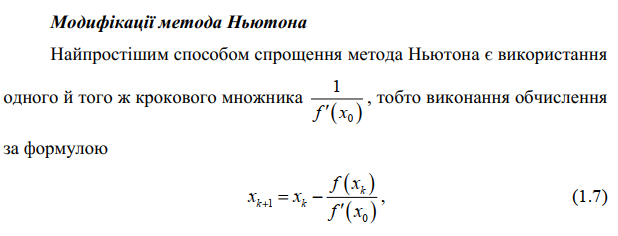 Модифікації метода Ньютона
Найпростішим способом спрощення метода Ньютона є використання
одного й того ж крокового множника \frac{1}{f'(x_0)}, тобто виконання обчислення
за формулою
x_{k+1} = x_k - \frac{f(x_k)}{f'(x_0)}, (1.7)